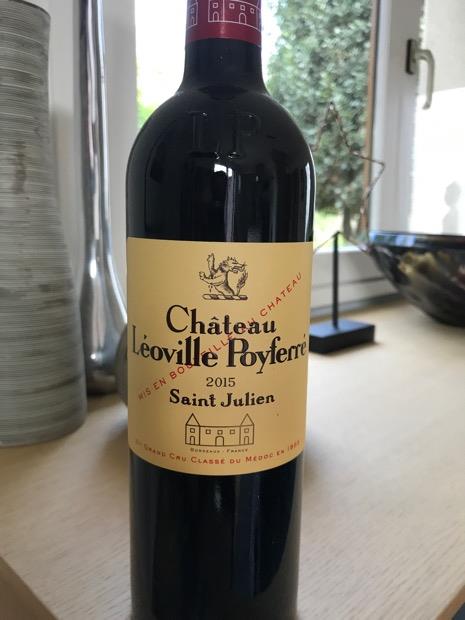 LP
Château
Léoville Poyferré
MIS EN BOUTEILLE AU CHATEAU
2015
Saint Julien
BORDEAUX - FRANCE
GRAND CRU CLASSÉ DU MÉDOC EN 1855